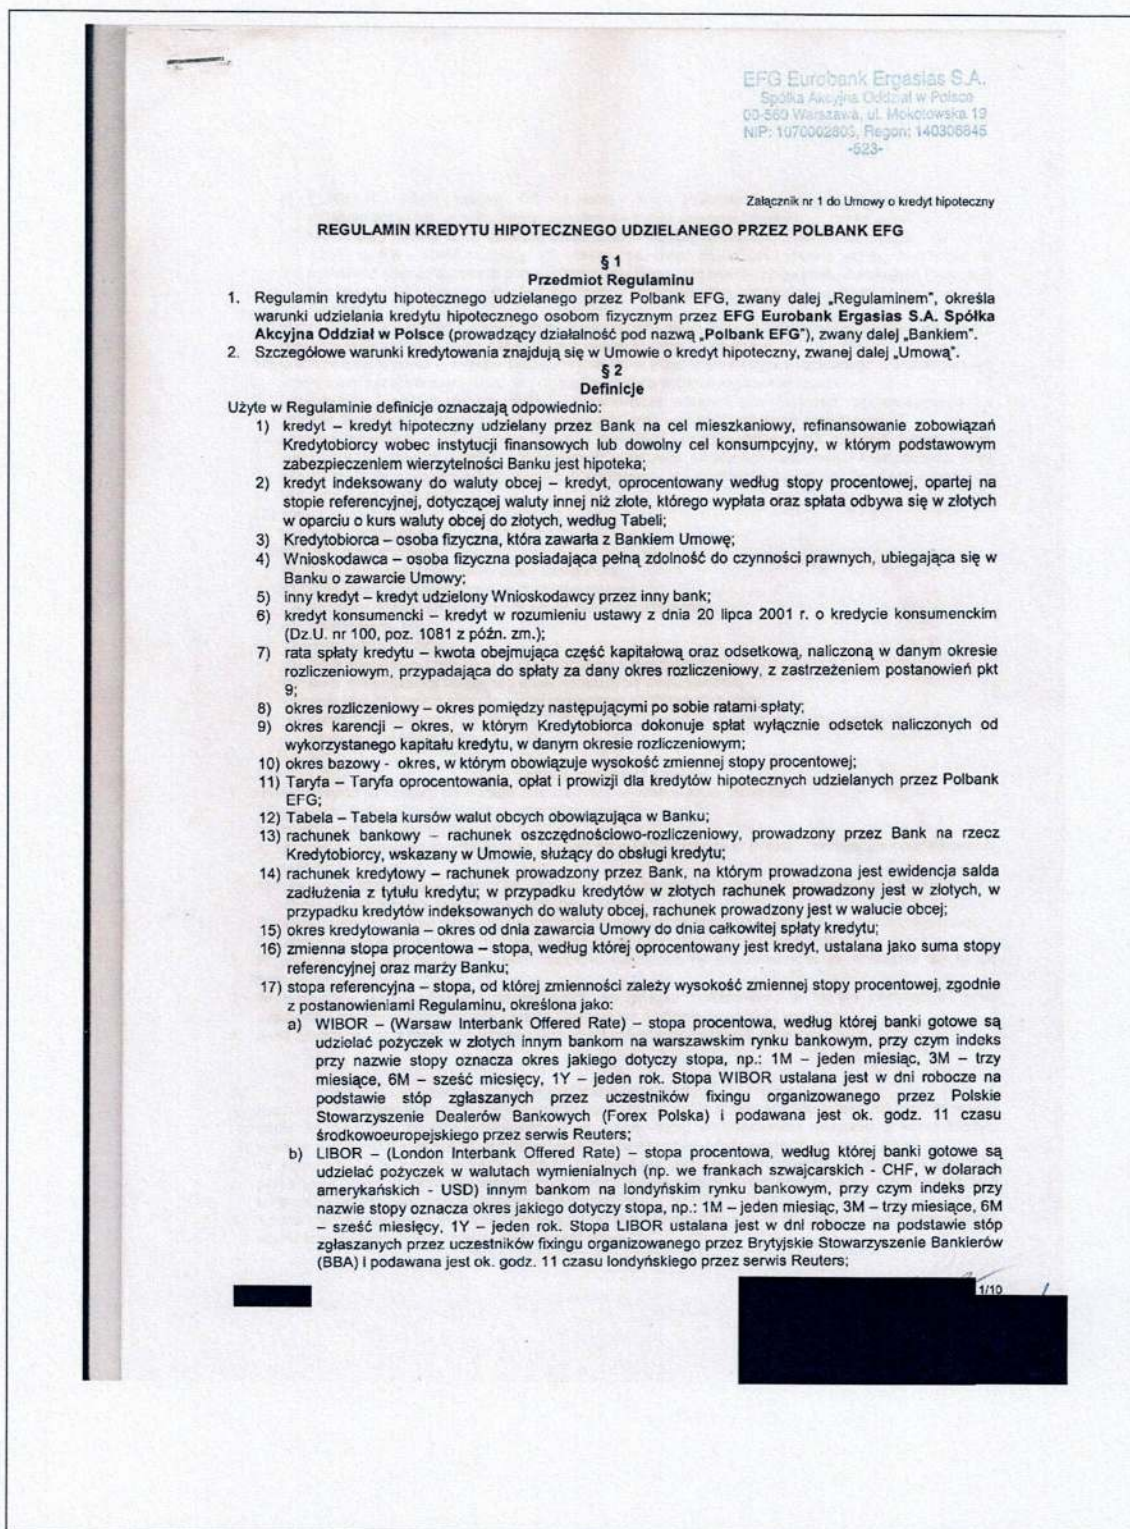 EFG Eurobank Ergasias S.A.
Spółka Akcyjna Oddział w Polsce
00-560 Warszawa, ul. Mokotowska 19
NIP: 1070002803, Regon: 140306845
-523-
Załącznik nr 1 do Umowy o kredyt hipoteczny
REGULAMIN KREDYTU HIPOTECZNEGO UDZIELANEGO PRZEZ POLBANK EFG
§ 1
Przedmiot Regulaminu
1. Regulamin kredytu hipotecznego udzielanego przez Polbank EFG, zwany dalej „Regulaminem", określa
warunki udzielania kredytu hipotecznego osobom fizycznym przez EFG Eurobank Ergasias S.A. Spółka
Akcyjna Oddział w Polsce (prowadzący działalność pod nazwą „Polbank EFG"), zwany dalej „Bankiem".
2. Szczegółowe warunki kredytowania znajdują się w Umowie o kredyt hipoteczny, zwanej dalej „Umową".
§ 2
Definicje
Użyte w Regulaminie definicje oznaczają odpowiednio:
1) kredyt – kredyt hipoteczny udzielany przez Bank na cel mieszkaniowy, refinansowanie zobowiązań
Kredytobiorcy wobec instytucji finansowych lub dowolny cel konsumpcyjny, w którym podstawowym
zabezpieczeniem wierzytelności Banku jest hipoteka;
2) kredyt indeksowany do waluty obcej – kredyt, oprocentowany według stopy procentowej, opartej na
stopie referencyjnej, dotyczącej waluty innej niż złote, którego wypłata oraz spłata odbywa się w złotych
w oparciu o kurs waluty obcej do złotych, według Tabeli;
3) Kredytobiorca – osoba fizyczna, która zawarła z Bankiem Umowę;
4) Wnioskodawca – osoba fizyczna posiadająca pełną zdolność do czynności prawnych, ubiegająca się w
Banku o zawarcie Umowy;
5) inny kredyt – kredyt udzielony Wnioskodawcy przez inny bank;
6) kredyt konsumencki – kredyt w rozumieniu ustawy z dnia 20 lipca 2001 r. o kredycie konsumenckim
(Dz.U. nr 100, poz. 1081 z późn. zm.);
7) rata spłaty kredytu – kwota obejmująca część kapitałową oraz odsetkową, naliczoną w danym okresie
rozliczeniowym, przypadająca do spłaty za dany okres rozliczeniowy, z zastrzeżeniem postanowień pkt
9;
8) okres rozliczeniowy – okres pomiędzy następującymi po sobie ratami spłaty;
9) okres karencji – okres, w którym Kredytobiorca dokonuje spłat wyłącznie odsetek naliczonych od
wykorzystanego kapitału kredytu, w danym okresie rozliczeniowym;
10) okres bazowy - okres, w którym obowiązuje wysokość zmiennej stopy procentowej;
11) Taryfa – Taryfa oprocentowania, opłat i prowizji dla kredytów hipotecznych udzielanych przez Polbank
EFG;
12) Tabela – Tabela kursów walut obcych obowiązująca w Banku;
13) rachunek bankowy – rachunek oszczędnościowo-rozliczeniowy, prowadzony przez Bank na rzecz
Kredytobiorcy, wskazany w Umowie, służący do obsługi kredytu;
14) rachunek kredytowy – rachunek prowadzony przez Bank, na którym prowadzona jest ewidencja salda
zadłużenia z tytułu kredytu; w przypadku kredytów w złotych rachunek prowadzony jest w złotych, w
przypadku kredytów indeksowanych do waluty obcej, rachunek prowadzony jest w walucie obcej;
15) okres kredytowania – okres od dnia zawarcia Umowy do dnia całkowitej spłaty kredytu;
16) zmienna stopa procentowa – stopa, według której oprocentowany jest kredyt, ustalana jako suma stopy
referencyjnej oraz marży Banku;
17) stopa referencyjna – stopa, od której zmienności zależy wysokość zmiennej stopy procentowej, zgodnie
z postanowieniami Regulaminu, określona jako:
a) WIBOR – (Warsaw Interbank Offered Rate) – stopa procentowa, według której banki gotowe są
udzielać pożyczek w złotych innym bankom na warszawskim rynku bankowym, przy czym indeks
przy nazwie stopy oznacza okres jakiego dotyczy stopa, np.: 1M – jeden miesiąc, 3M – trzy
miesiące, 6M – sześć miesięcy, 1Y – jeden rok. Stopa WIBOR ustalana jest w dni robocze na
podstawie stóp zgłaszanych przez uczestników fixingu organizowanego przez Polskie
Stowarzyszenie Dealerów Bankowych (Forex Polska) i podawana jest ok. godz. 11 czasu
środkowoeuropejskiego przez serwis Reuters;
b) LIBOR – (London Interbank Offered Rate) – stopa procentowa, według której banki gotowe są
udzielać pożyczek w walutach wymienialnych (np. we frankach szwajcarskich - CHF, w dolarach
amerykańskich - USD) innym bankom na londyńskim rynku bankowym, przy czym indeks przy
nazwie stopy oznacza okres jakiego dotyczy stopa, np.: 1M – jeden miesiąc, 3M – trzy miesiące, 6M
– sześć miesięcy, 1Y – jeden rok. Stopa LIBOR ustalana jest w dni robocze na podstawie stóp
zgłaszanych przez uczestników fixingu organizowanego przez Brytyjskie Stowarzyszenie Bankierów
(BBA) i podawana jest ok. godz. 11 czasu londyńskiego przez serwis Reuters;
1/10